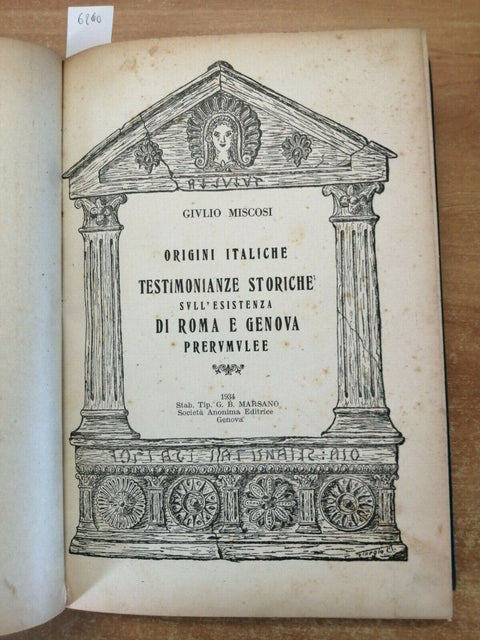 6260
GIVLIO MISCOSI
ORIGINI ITALICHE
TESTIMONIANZE STORICHE
SVLL'ESISTENZA
DI ROMA E GENOVA
PRERVMVLEE
1934
Stab. Tip. G. B. MARSANO
Società Anonima Editrice
Genova